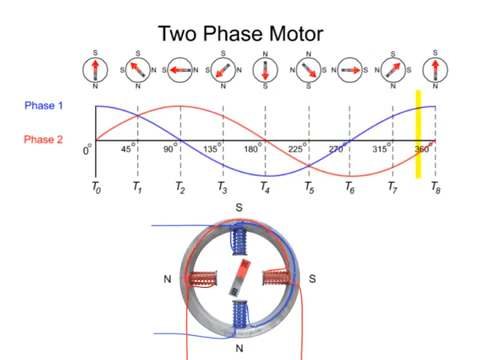 Two Phase Motor
S S N N N S S
S N S N S N N S N S N S
N N S S S N N
Phase 1
Phase 2
0° 45° 90° 135° 180° 225° 270° 315° 360°
T0 T1 T2 T3 T4 T5 T6 T7 T8
S
N S
N